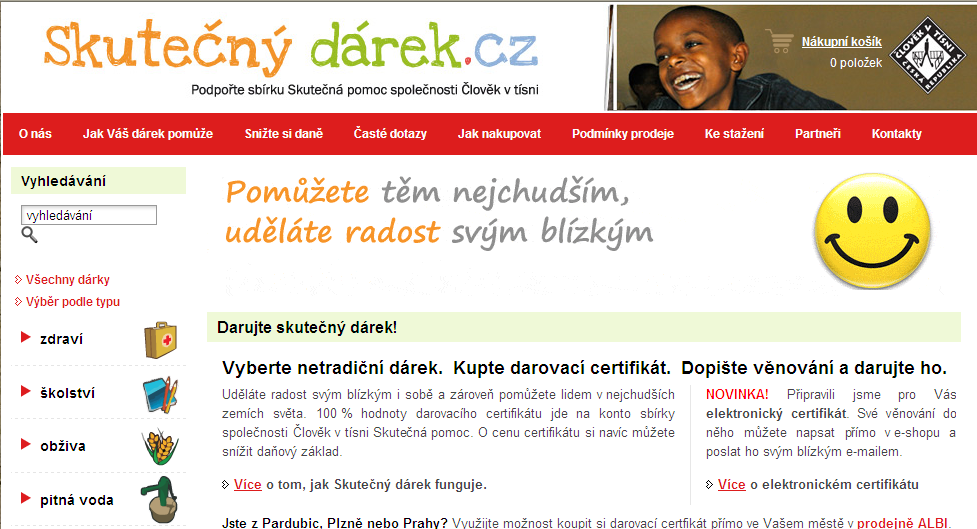 Skutečný dárek.cz
Podpořte sbírku Skutečná pomoc společnosti Člověk v tísni
Nákupní košík
0 položek
ČLOVĚK V TÍSNI
ČESKÁ REPUBLIKA
O nás Jak Váš dárek pomůže Snižte si daně Časté dotazy Jak nakupovat Podmínky prodeje Ke stažení Partneři Kontakty
Vyhledávání
vyhledávání
Všechny dárky
Výběr podle typu
zdraví
školství
obživa
pitná voda
Pomůžete těm nejchudším,
uděláte radost svým blízkým
Darujte skutečný dárek!
Vyberte netradiční dárek. Kupte darovací certifikát. Dopište věnování a darujte ho.
Uděláte radost svým blízkým i sobě a zároveň pomůžete lidem v nejchudších
zemích světa. 100 % hodnoty darovacího certifikátu jde na konto sbírky
společnosti Člověk v tísni Skutečná pomoc. O cenu certifikátu si navíc můžete
snížit daňový základ.
Více o tom, jak Skutečný dárek funguje.
NOVINKA! Připravili jsme pro Vás
elektronický certifikát. Své věnování do
něho můžete napsat přímo v e-shopu a
poslat ho svým blízkým e-mailem.
Více o elektronickém certifikátu
Jste z Pardubic, Plzně nebo Prahy? Využijte možnost koupit si darovací certfikát přímo ve Vašem městě v prodejně ALBI.